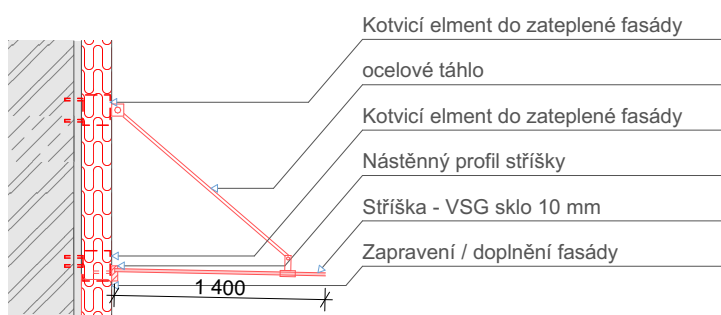 Kotvicí elment do zateplené fasády
ocelové táhlo
Kotvicí elment do zateplené fasády
Nástěnný profil stříšky
Stříška - VSG sklo 10 mm
Zapravení / doplnění fasády
1 400